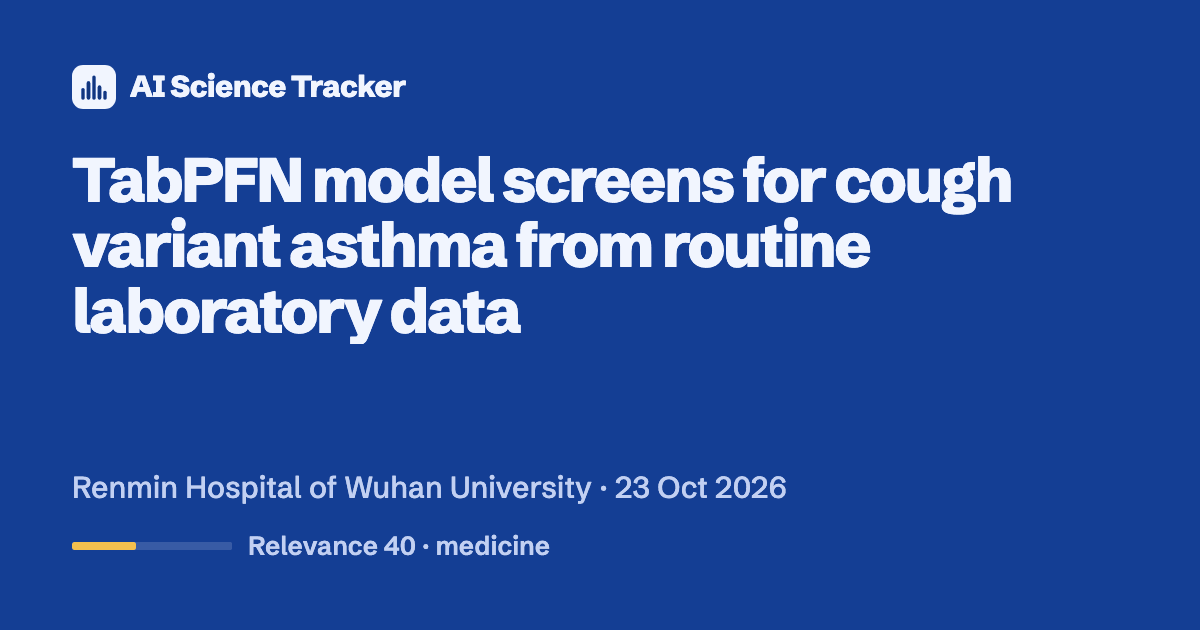 AI Science Tracker
TabPFN model screens for cough
variant asthma from routine
laboratory data
Renmin Hospital of Wuhan University · 23 Oct 2026
Relevance 40 · medicine